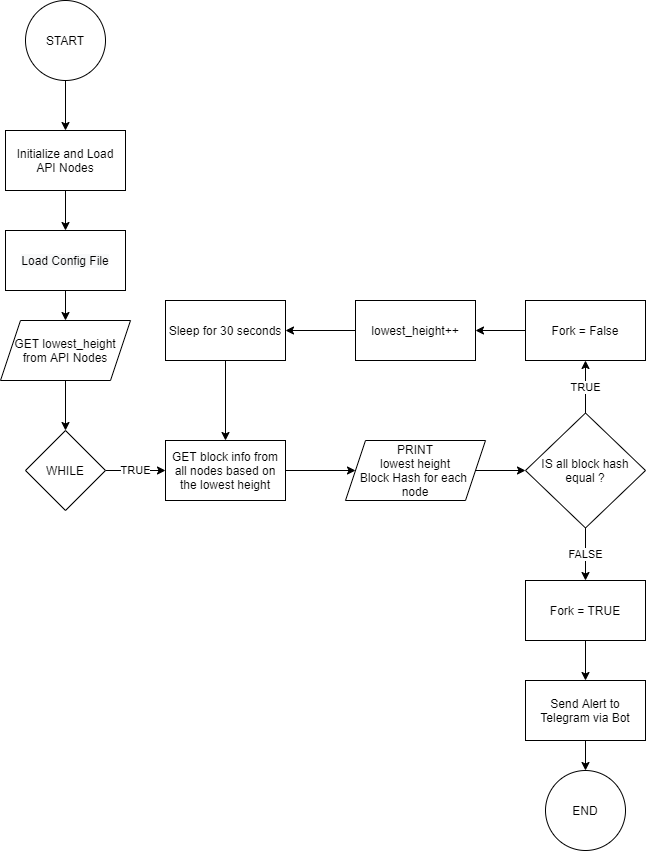 START
Initialize and Load
API Nodes
Load Config File
GET lowest_height
from API Nodes
WHILE
TRUE
Sleep for 30 seconds
lowest_height++
Fork = False
TRUE
GET block info from
all nodes based on
the lowest height
PRINT
lowest height
Block Hash for each
node
IS all block hash
equal ?
FALSE
Fork = TRUE
Send Alert to
Telegram via Bot
END